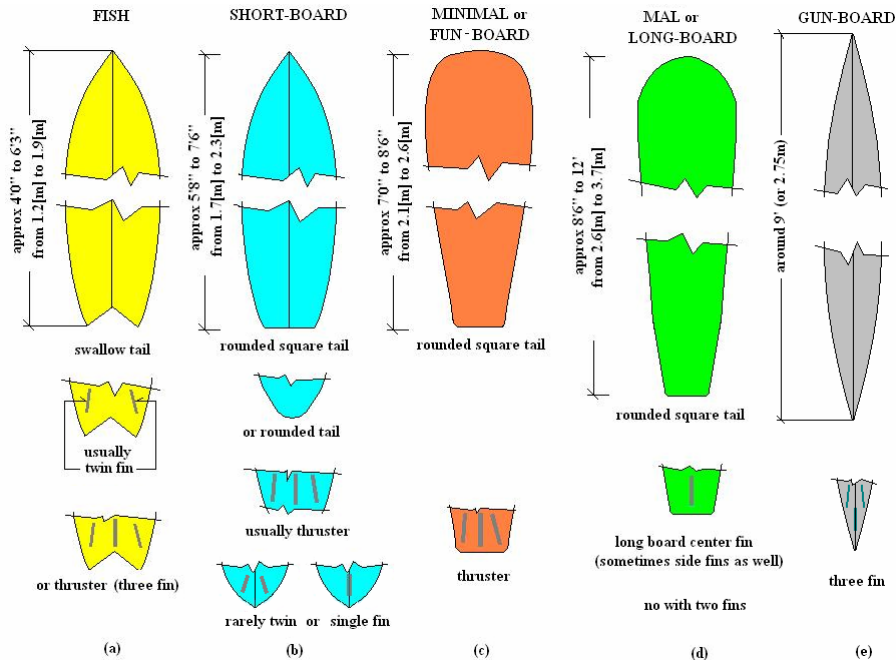 FISH
approx 4'0" to 6'3"
from 1.2[m] to 1.9[m]
swallow tail
usually
twin fin
or thruster (three fin)
(a)
SHORT-BOARD
approx 5'8" to 7'6"
from 1.7[m] to 2.3[m]
rounded square tail
or rounded tail
usually thruster
rarely twin or single fin
(b)
MINIMAL or
FUN-BOARD
approx 7'0" to 8'6"
from 2.1[m] to 2.6[m]
rounded square tail
thruster
(c)
MAL or
LONG-BOARD
approx 8'6" to 12'
from 2.6[m] to 3.7[m]
rounded square tail
long board center fin
(sometimes side fins as well)
no with two fins
(d)
GUN-BOARD
around 9' (or 2.75m)
three fin
(e)